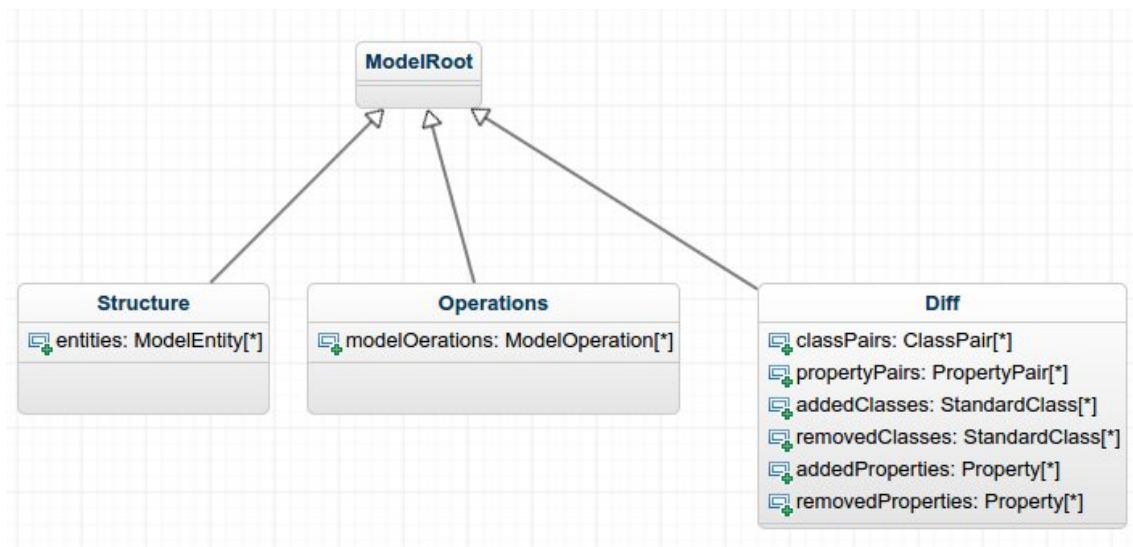 ModelRoot
Structure
entities: ModelEntity[*]
Operations
modelOerations: ModelOperation[*]
Diff
classPairs: ClassPair[*]
propertyPairs: PropertyPair[*]
addedClasses: StandardClass[*]
removedClasses: StandardClass[*]
addedProperties: Property[*]
removedProperties: Property[*]